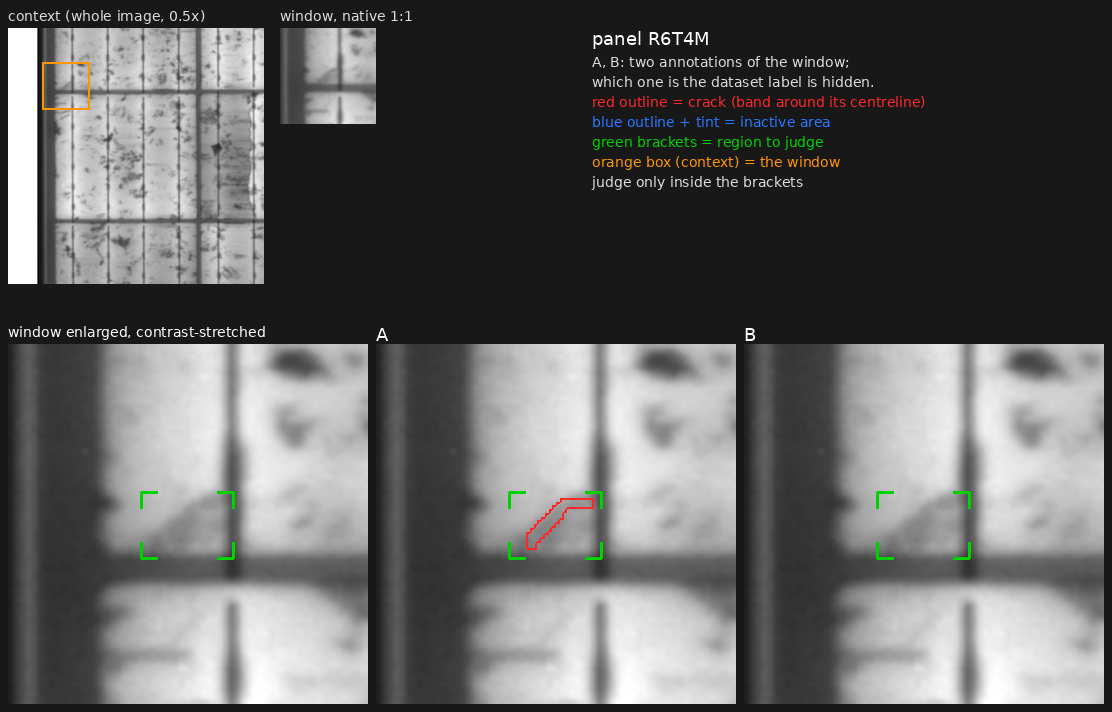 context (whole image, 0.5x)
window, native 1:1
panel R6T4M
A, B: two annotations of the window;
which one is the dataset label is hidden.
red outline = crack (band around its centreline)
blue outline + tint = inactive area
green brackets = region to judge
orange box (context) = the window
judge only inside the brackets
window enlarged, contrast-stretched
A
B